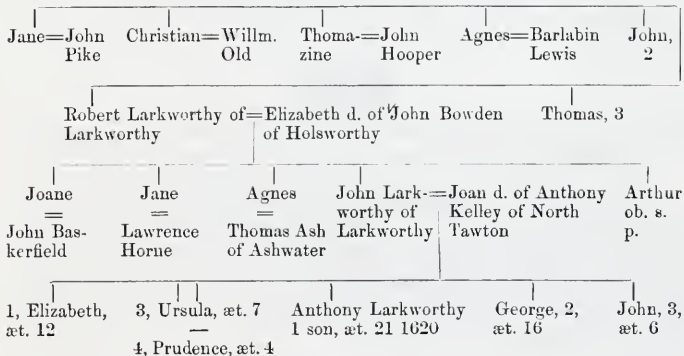 Jane=John Christian=Willm. Thoma-=John Agnes=Barlabin John,
Pike Old zine Hooper Lewis 2
Robert Larkworthy of=Elizabeth d. of John Bowden Thomas, 3
Larkworthy of Holsworthy
Joane Jane Agnes John Lark-=Joan d. of Anthony Arthur
= = = worthy of Kelley of North ob. s.
John Bas- Lawrence Thomas Ash Larkworthy Tawton p.
kerfield Horne of Ashwater
1, Elizabeth, 3, Ursula, æt. 7 Anthony Larkworthy George, 2, John, 3,
æt. 12 — 1 son, æt. 21 1620 æt. 16 æt. 6
4, Prudence, æt. 4